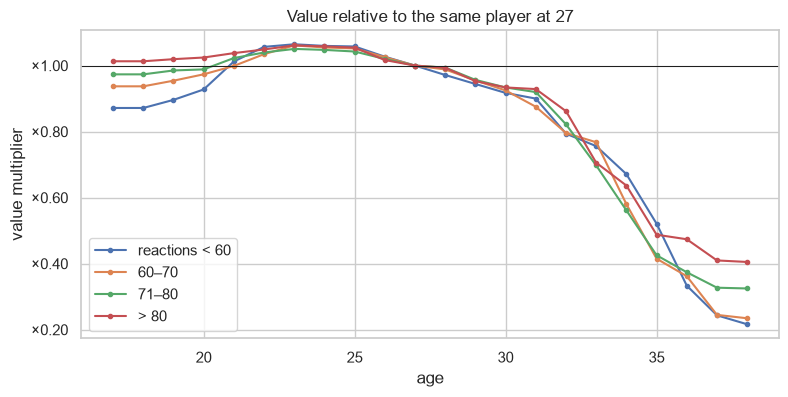 Value relative to the same player at 27
value multiplier
×1.00
×0.80
×0.60
×0.40
×0.20
reactions < 60
60–70
71–80
> 80
20 25 30 35
age